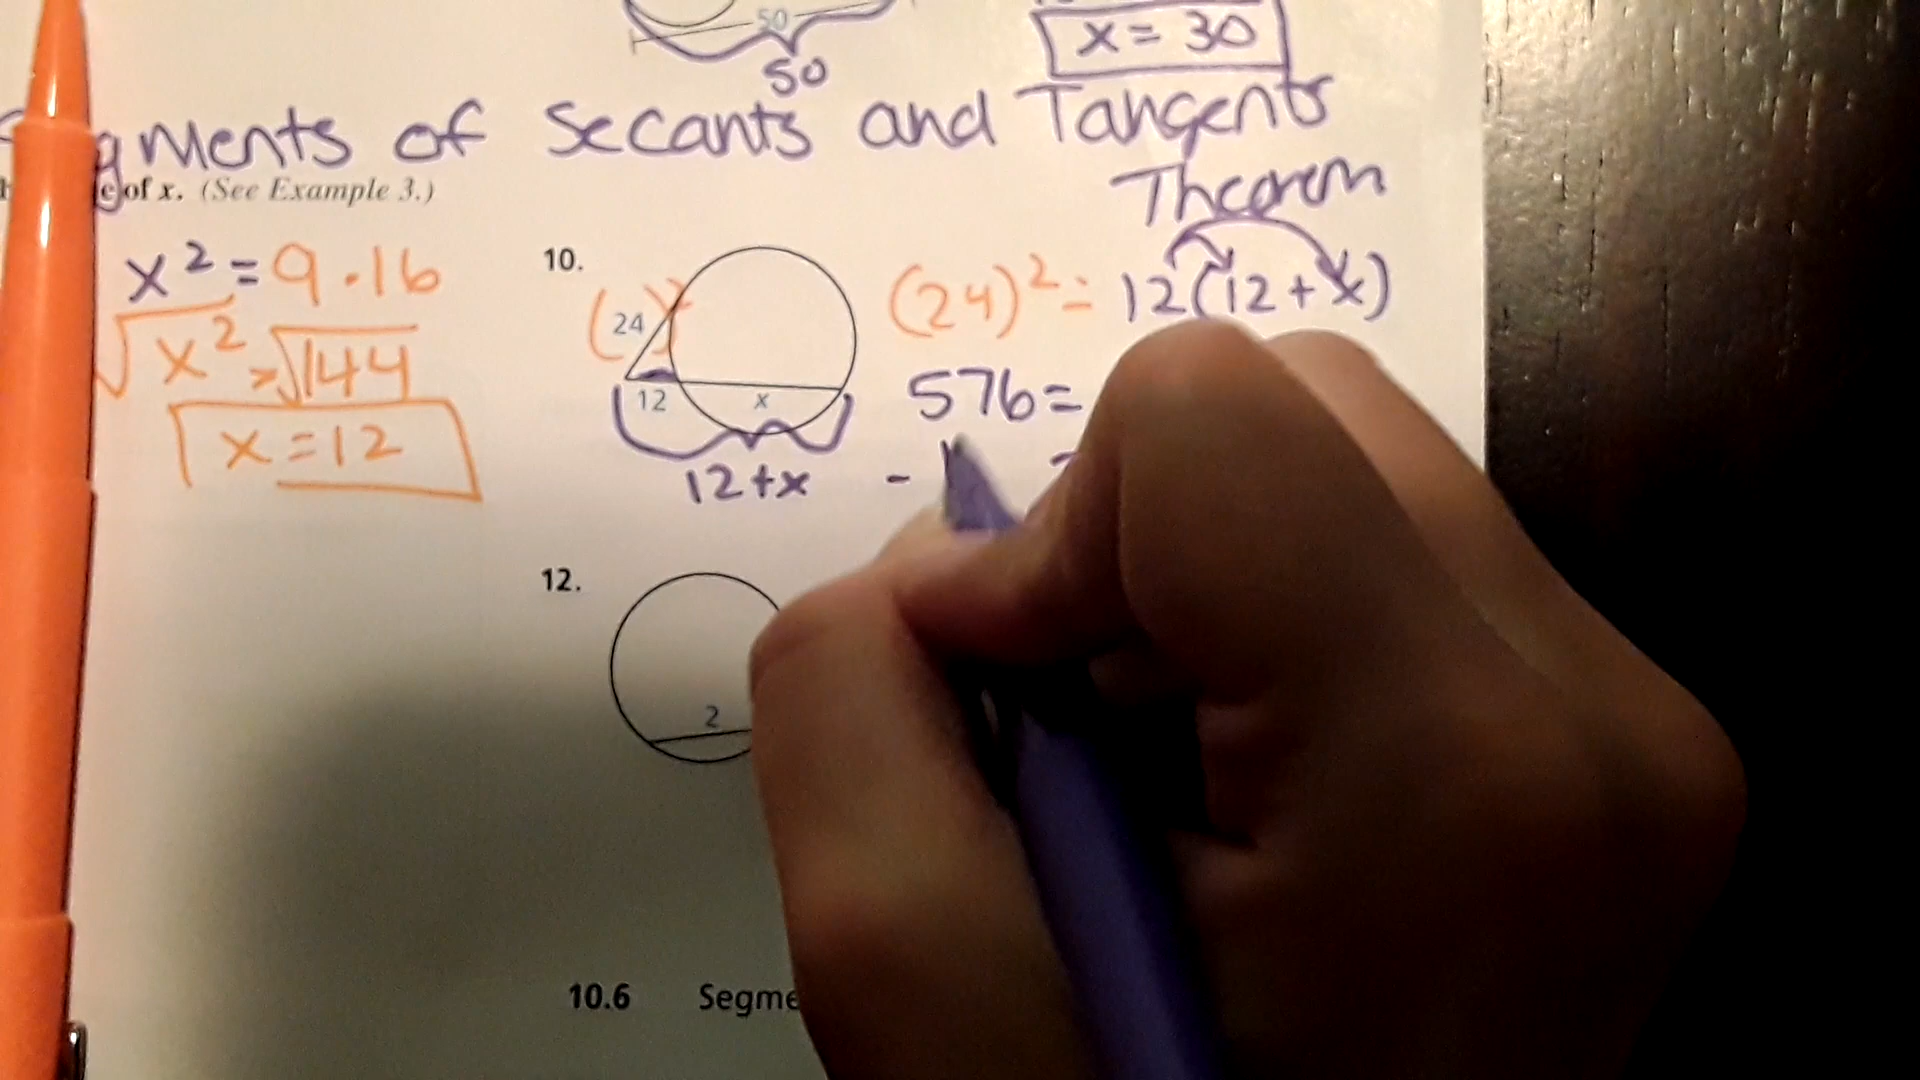 50
50
x = 30
gments of Secants and Tangents
Theorem
of x. (See Example 3.)
x² = 9 · 16
√x² = √144
x = 12
10.
24
12
x
12+x
(24)² = 12(12+x)
576=
-
12.
2
10.6 Segme